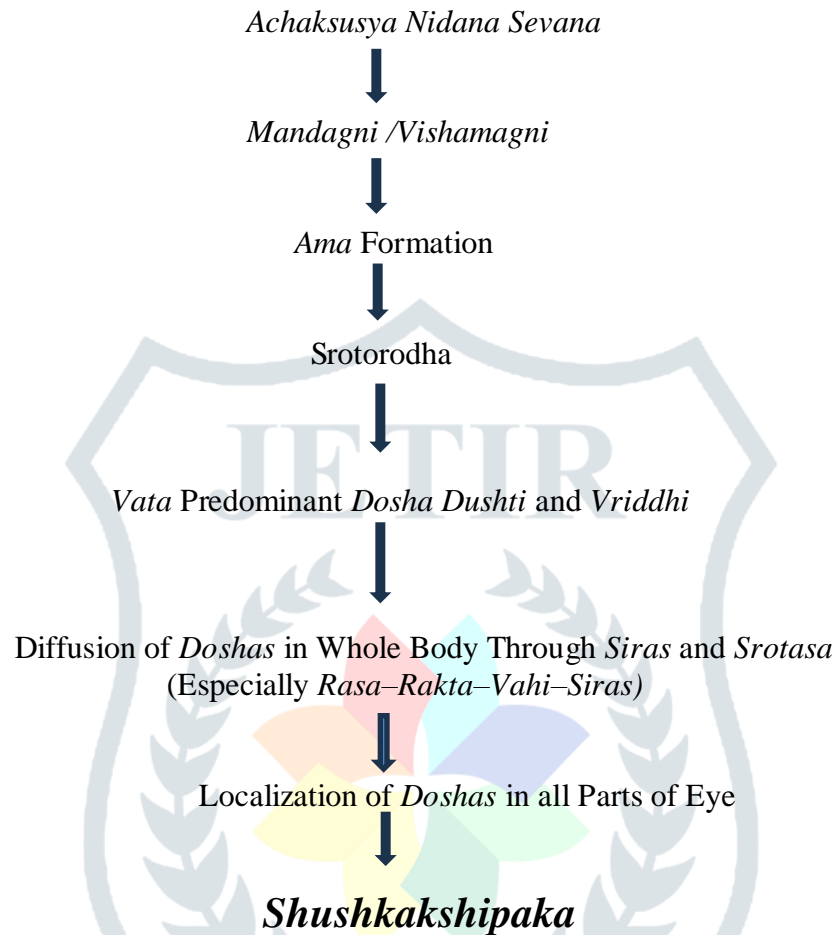 Achaksusya Nidana Sevana
Mandagni /Vishamagni
Ama Formation
Srotorodha
JETIR
Vata Predominant Dosha Dushti and Vriddhi
Diffusion of Doshas in Whole Body Through Siras and Srotasa
(Especially Rasa–Rakta–Vahi–Siras)
Localization of Doshas in all Parts of Eye
Shushkakshipaka